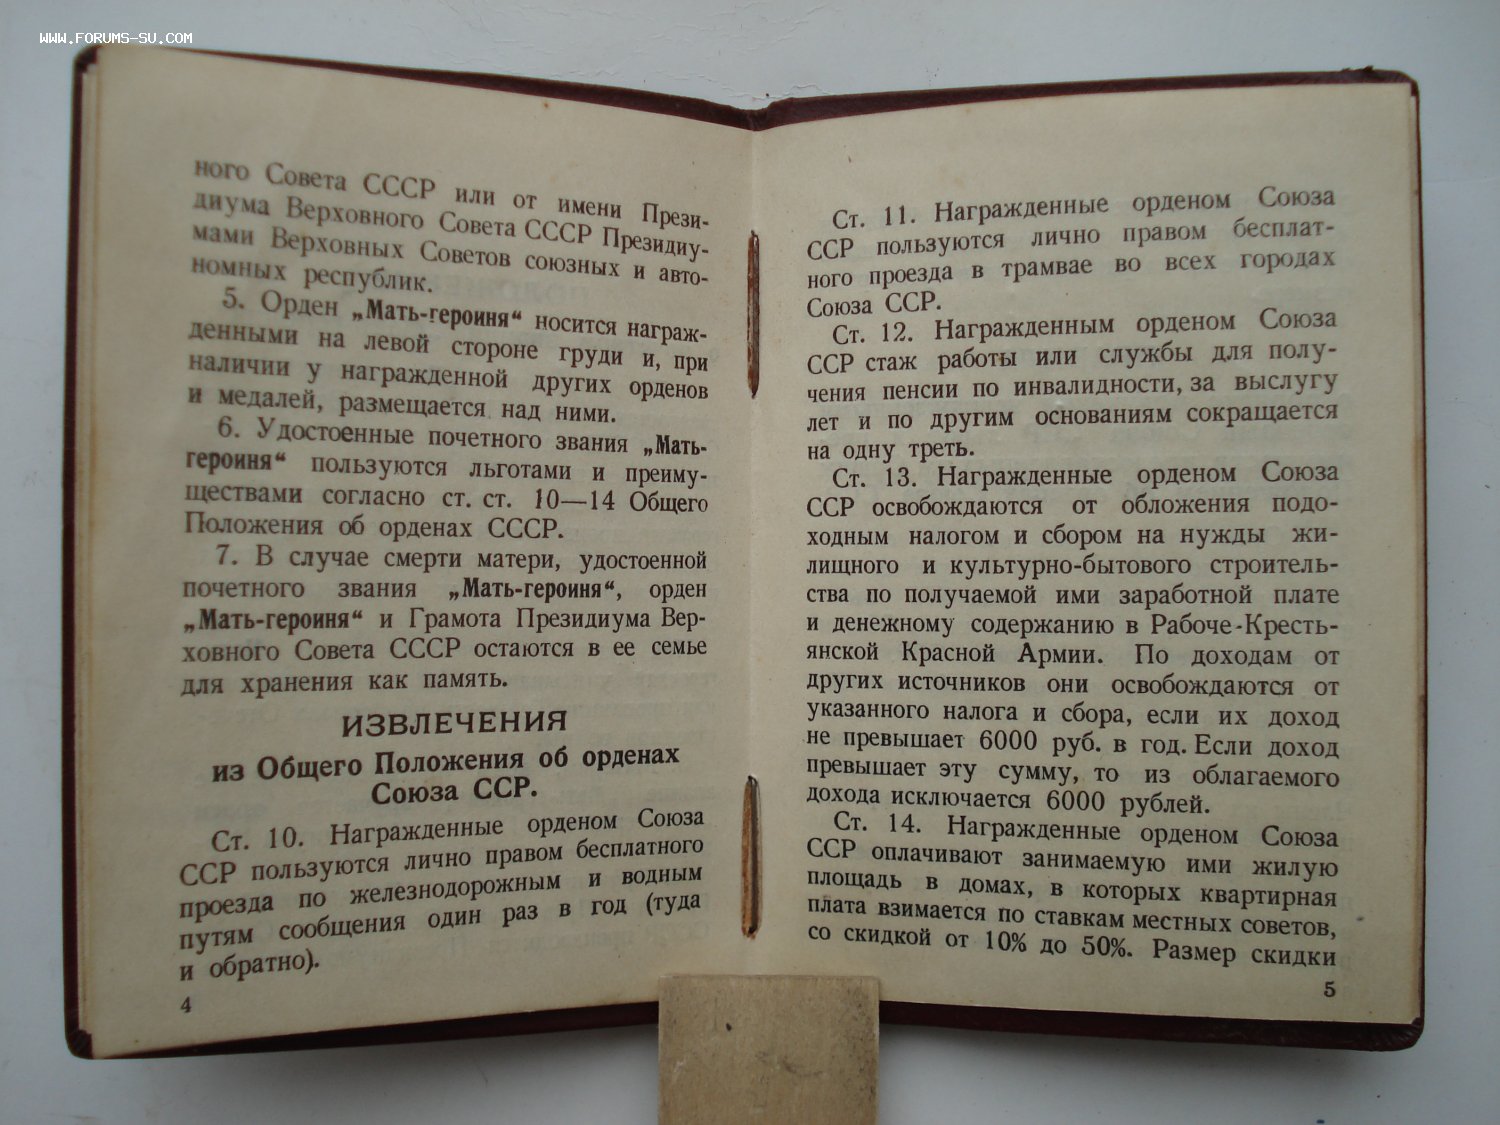 WWW.FORUMS-SU.COM
ного Совета СССР или от имени Прези-
диума Верховного Совета СССР Президиу-
мами Верховных Советов союзных и авто-
номных республик.
5. Орден „Мать-героиня“ носится награж-
денными на левой стороне груди и, при
наличии у награжденной других орденов
и медалей, размещается над ними.
6. Удостоенные почетного звания „Мать-
героиня“ пользуются льготами и преиму-
ществами согласно ст. ст. 10—14 Общего
Положения об орденах СССР.
7. В случае смерти матери, удостоенной
почетного звания „Мать-героиня“, орден
„Мать-героиня“ и Грамота Президиума Вер-
ховного Совета СССР остаются в ее семье
для хранения как память.
ИЗВЛЕЧЕНИЯ
из Общего Положения об орденах
Союза ССР.
Ст. 10. Награжденные орденом Союза
ССР пользуются лично правом бесплатного
проезда по железнодорожным и водным
путям сообщения один раз в год (туда
и обратно).
4
Ст. 11. Награжденные орденом Союза
ССР пользуются лично правом бесплат-
ного проезда в трамвае во всех городах
Союза ССР.
Ст. 12. Награжденным орденом Союза
ССР стаж работы или службы для полу-
чения пенсии по инвалидности, за выслугу
лет и по другим основаниям сокращается
на одну треть.
Ст. 13. Награжденные орденом Союза
ССР освобождаются от обложения подо-
ходным налогом и сбором на нужды жи-
лищного и культурно-бытового строитель-
ства по получаемой ими заработной плате
и денежному содержанию в Рабоче-Кресть-
янской Красной Армии. По доходам от
других источников они освобождаются от
указанного налога и сбора, если их доход
не превышает 6000 руб. в год. Если доход
превышает эту сумму, то из облагаемого
дохода исключается 6000 рублей.
Ст. 14. Награжденные орденом Союза
ССР оплачивают занимаемую ими жилую
площадь в домах, в которых квартирная
плата взимается по ставкам местных советов,
со скидкой от 10% до 50%. Размер скидки
5